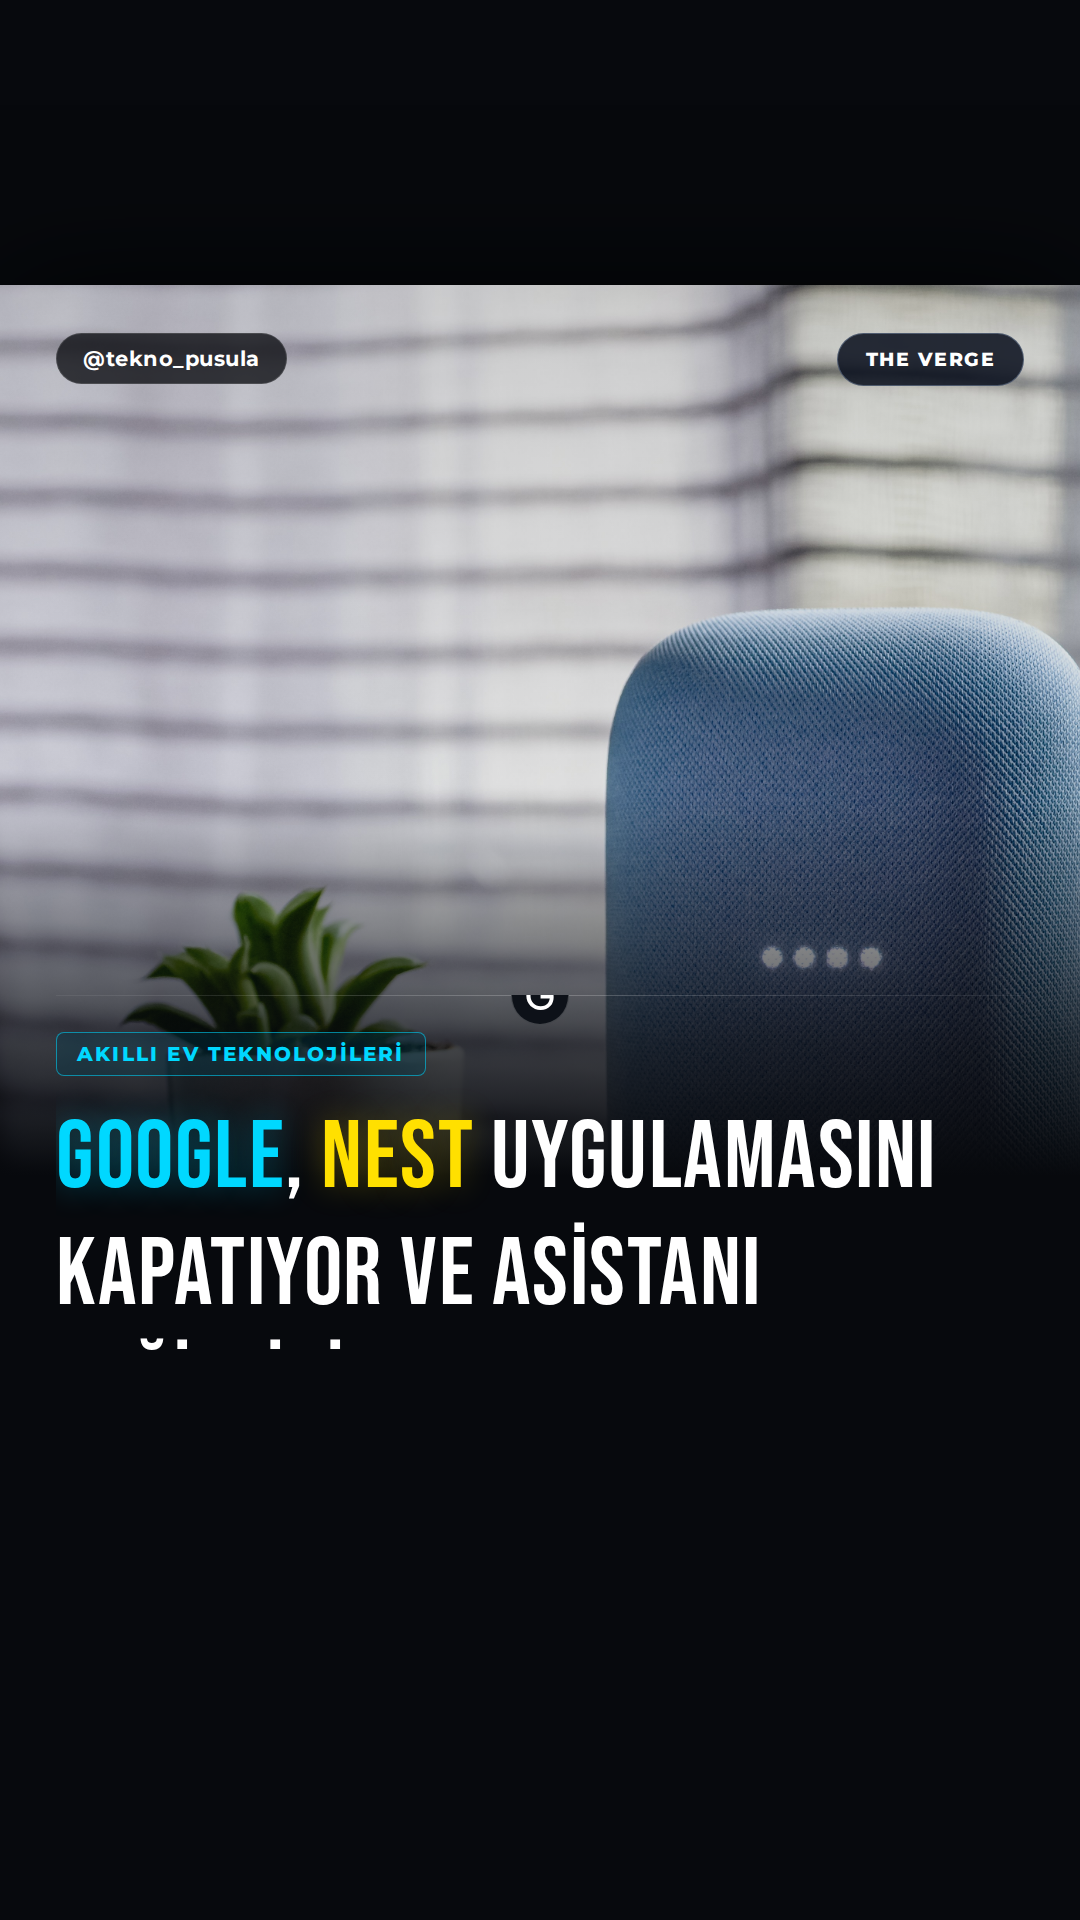 @tekno_pusula
THE VERGE
G
AKILLI EV TEKNOLOJİLERİ
GOOGLE, NEST UYGULAMASINI
KAPATIYOR VE ASİSTANI